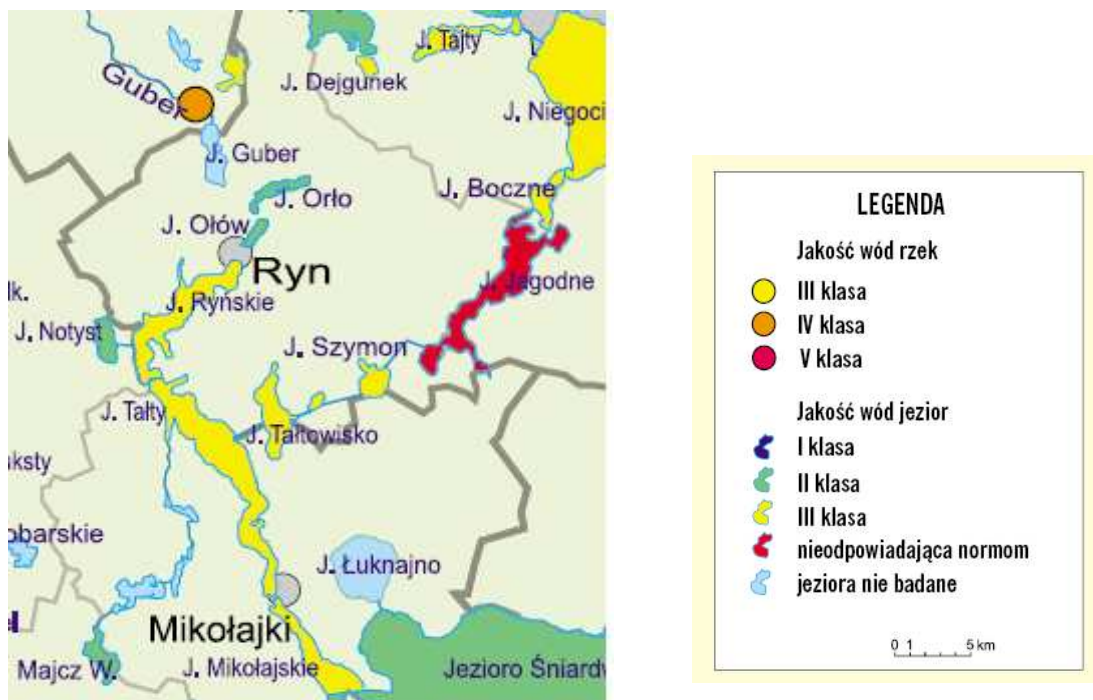 J. Tajty
Guber
J. Dejgunek
J. Niegoci
J. Guber
J. Boczne
J. Orło
J. Ołów
Ryn
J. Jagodne
lk.
J. Ryńskie
J. Notyst
J. Szymon
J. Tałty
J. Tałtowisko
ksty
obarskie
J. Łuknajno
Mikołajki
Majcz W.
J. Mikołajskie
Jezioro Śniardw
LEGENDA
Jakość wód rzek
III klasa
IV klasa
V klasa
Jakość wód jezior
I klasa
II klasa
III klasa
nieodpowiadająca normom
jeziora nie badane
0 1 5 km